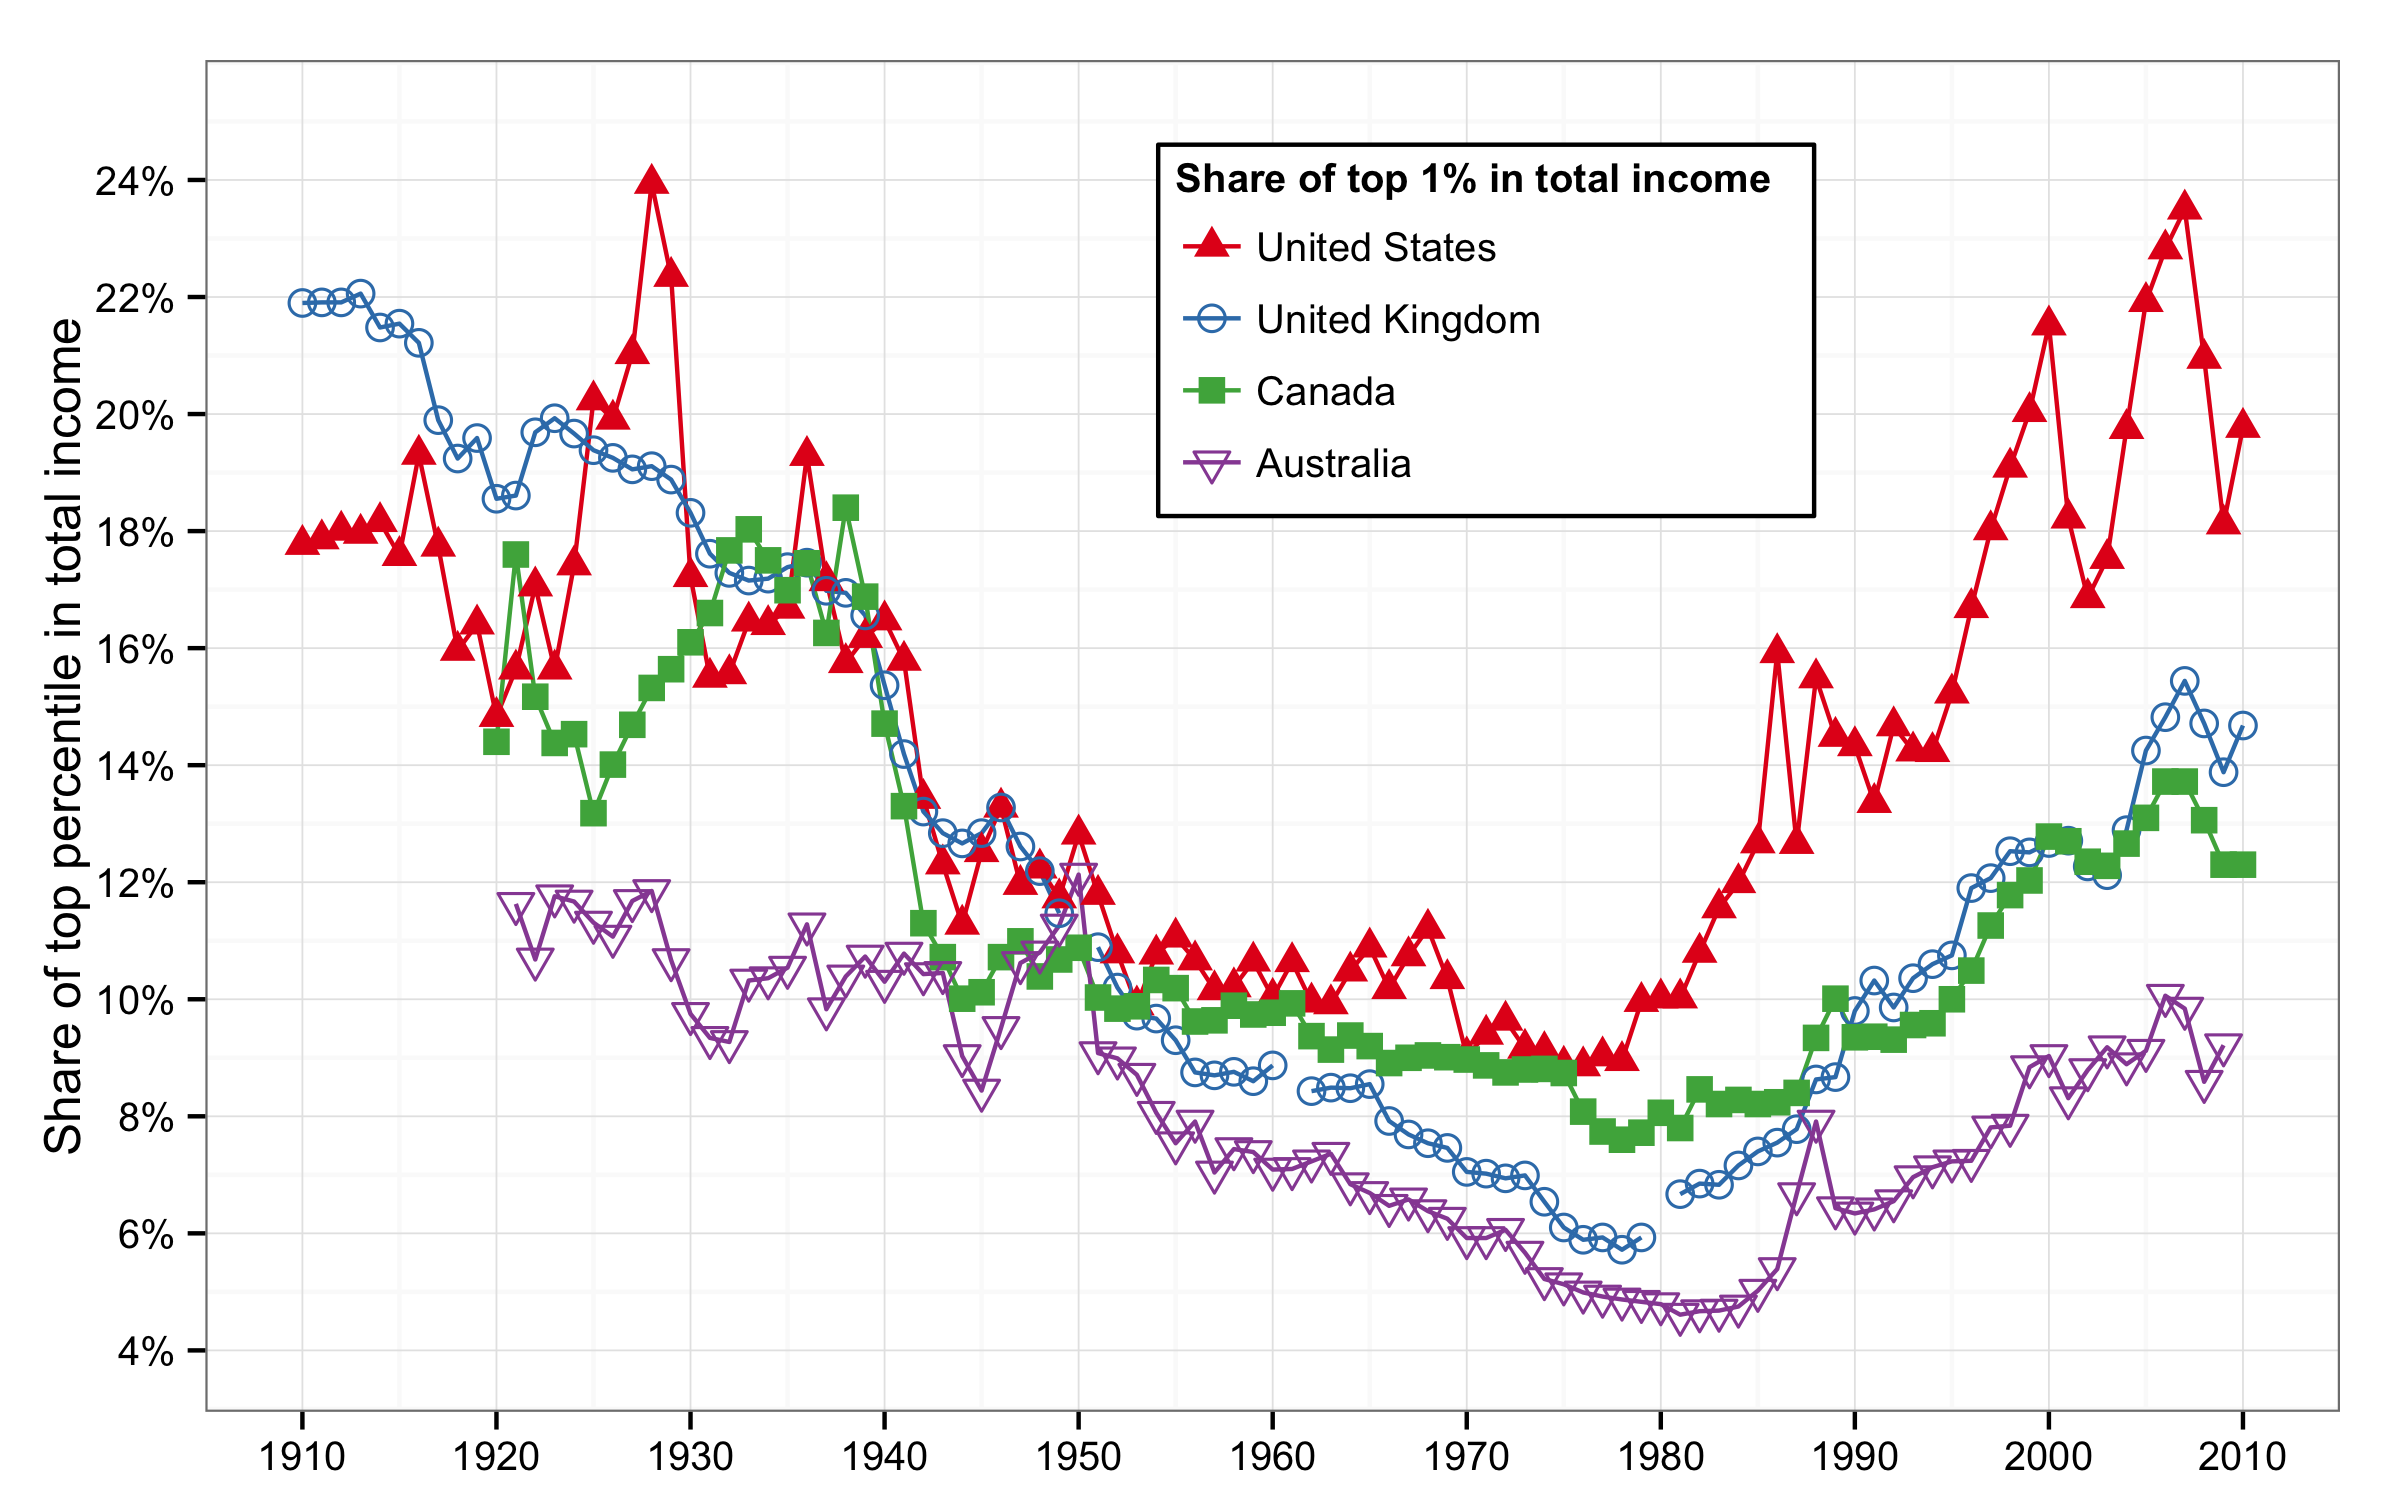 Share of top percentile in total income
24%
22%
20%
18%
16%
14%
12%
10%
8%
6%
4%
Share of top 1% in total income
United States
United Kingdom
Canada
Australia
1910 1920 1930 1940 1950 1960 1970 1980 1990 2000 2010